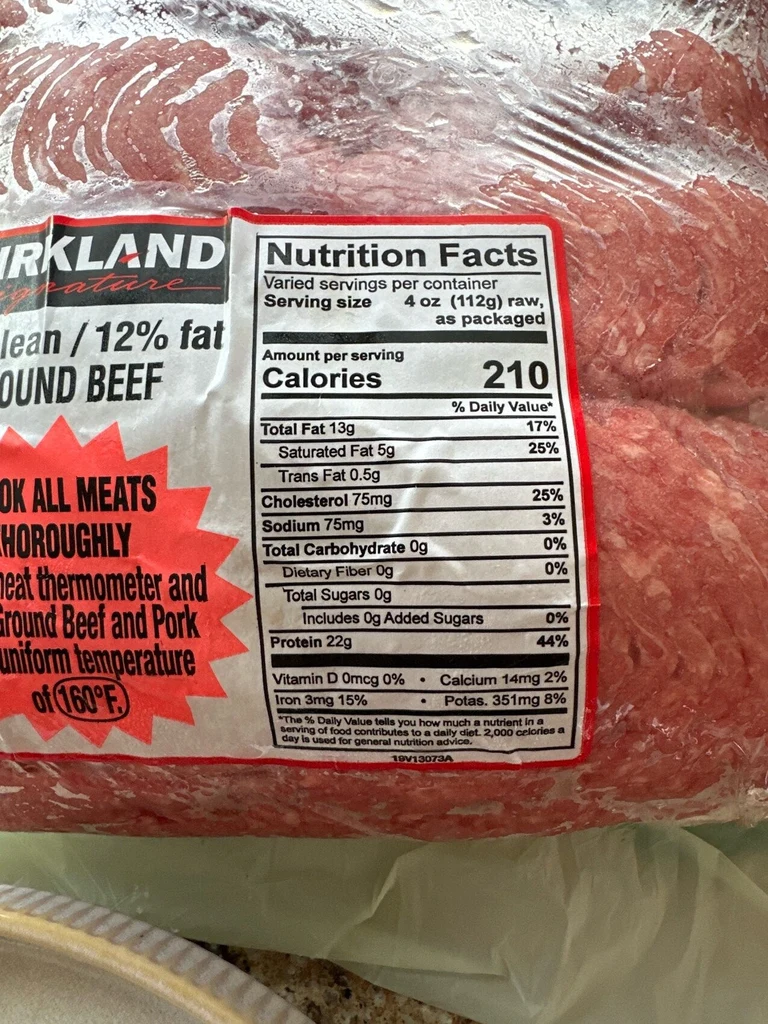 IRKLAND
ignature
lean / 12% fat
OUND BEEF
OK ALL MEATS
HOROUGHLY
neat thermometer and
Ground Beef and Pork
uniform temperature
of 160°F.
Nutrition Facts
Varied servings per container
Serving size 4 oz (112g) raw,
as packaged
Amount per serving
Calories 210
% Daily Value*
Total Fat 13g 17%
Saturated Fat 5g 25%
Trans Fat 0.5g
Cholesterol 75mg 25%
Sodium 75mg 3%
Total Carbohydrate 0g 0%
Dietary Fiber 0g 0%
Total Sugars 0g
Includes 0g Added Sugars 0%
Protein 22g 44%
Vitamin D 0mcg 0% • Calcium 14mg 2%
Iron 3mg 15% • Potas. 351mg 8%
*The % Daily Value tells you how much a nutrient in a
serving of food contributes to a daily diet. 2,000 calories a
day is used for general nutrition advice.
19V13073A